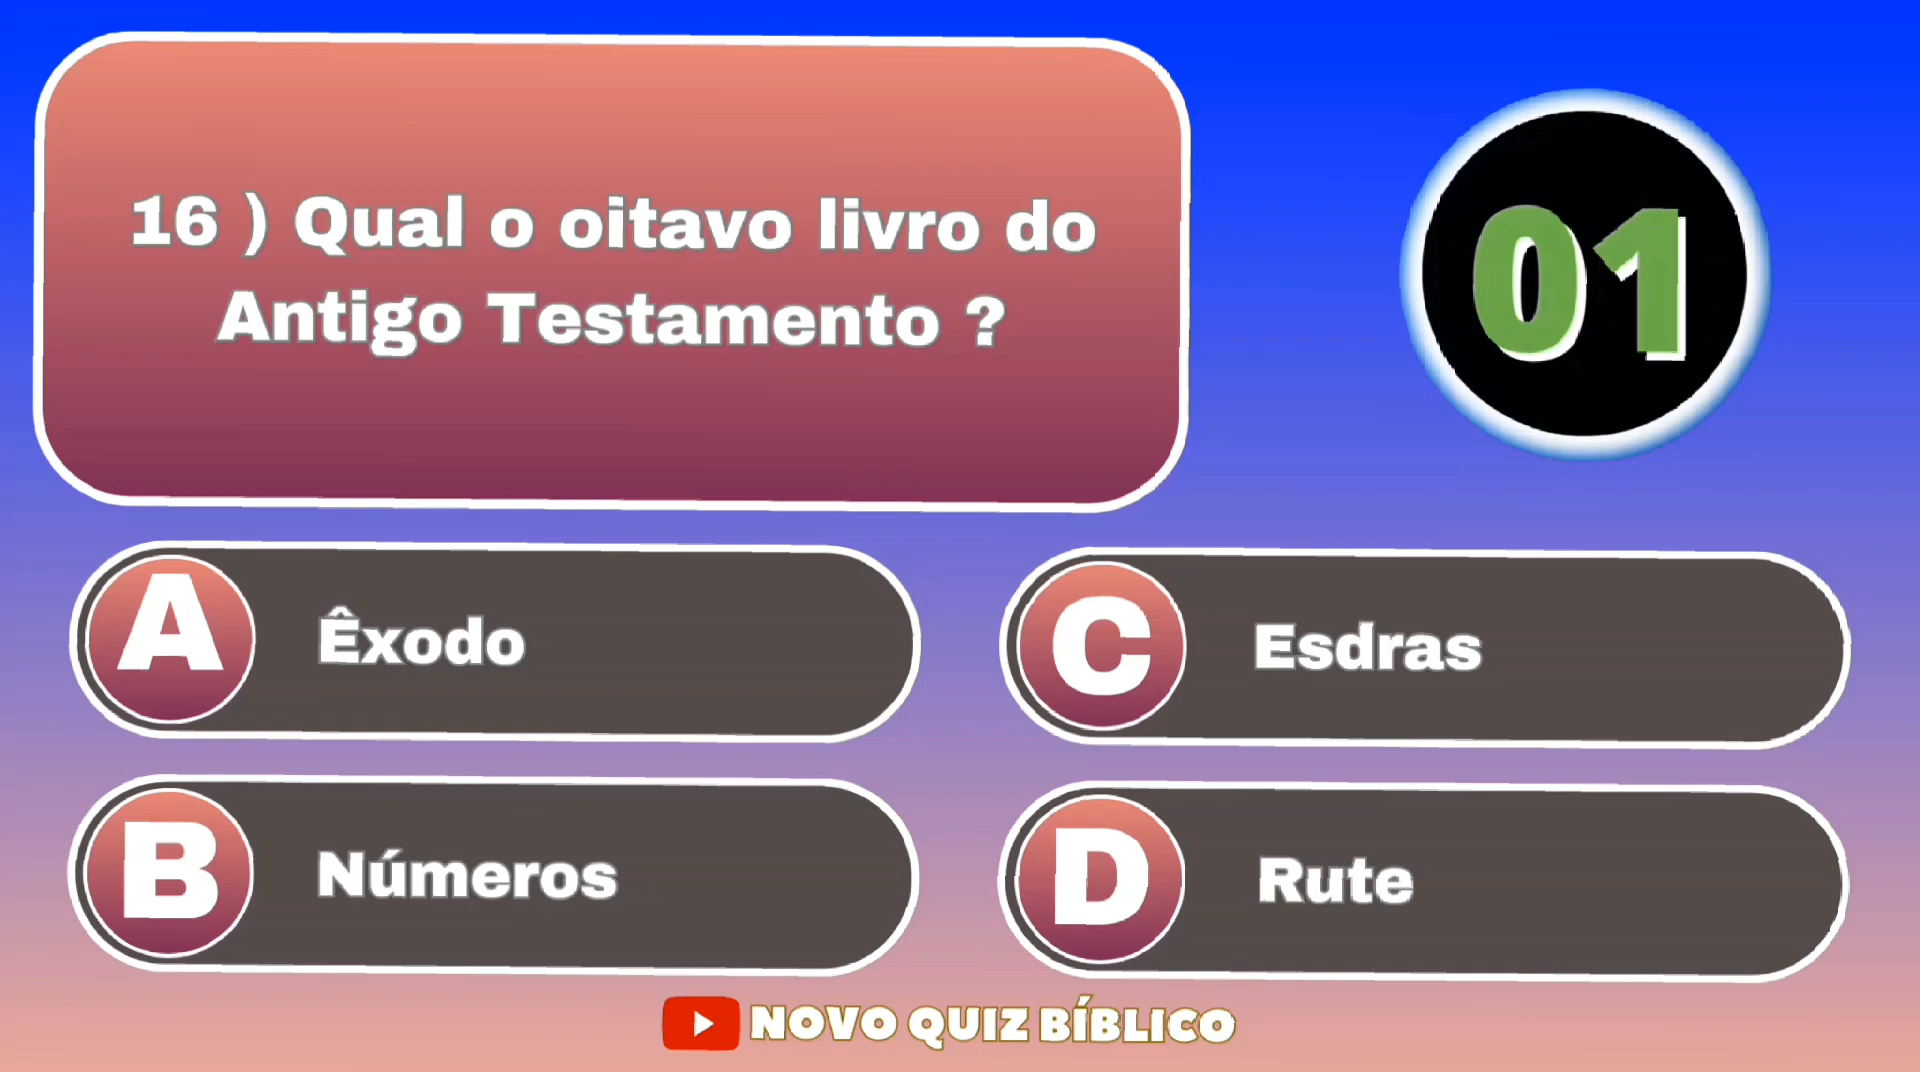 16 ) Qual o oitavo livro do
Antigo Testamento ?
01
A Êxodo
C Esdras
B Números
D Rute
NOVO QUIZ BÍBLICO